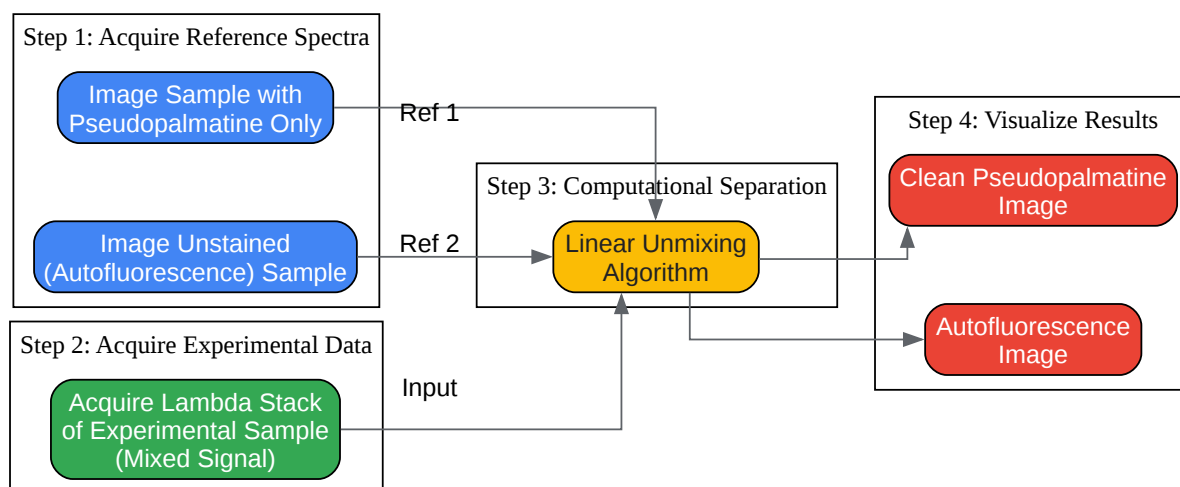 Step 1: Acquire Reference Spectra
Image Sample with
Pseudopalmatine Only
Ref 1
Image Unstained
(Autofluorescence) Sample
Ref 2
Step 2: Acquire Experimental Data
Acquire Lambda Stack
of Experimental Sample
(Mixed Signal)
Input
Step 3: Computational Separation
Linear Unmixing
Algorithm
Step 4: Visualize Results
Clean Pseudopalmatine
Image
Autofluorescence
Image